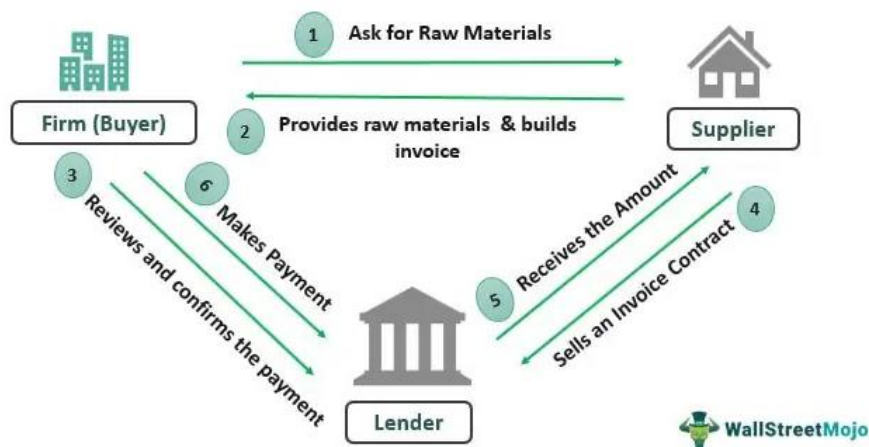 1 Ask for Raw Materials
Firm (Buyer)
2 Provides raw materials & builds
invoice
Supplier
3 Reviews and confirms the payment
6 Makes Payment
5 Receives the Amount
4 Sells an Invoice Contract
Lender
WallStreetMojo